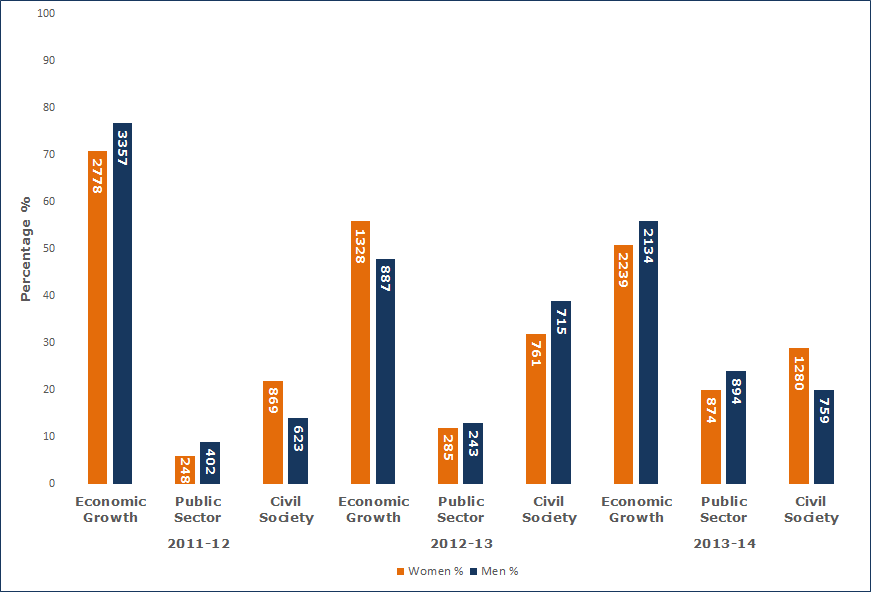 100
90
80
70
60
50
40
30
20
10
0
Percentage %
2778
3357
248
402
869
623
1328
887
285
243
761
715
2239
2134
874
894
1280
759
Economic Growth
Public Sector
Civil Society
Economic Growth
Public Sector
Civil Society
Economic Growth
Public Sector
Civil Society
2011-12
2012-13
2013-14
Women %
Men %